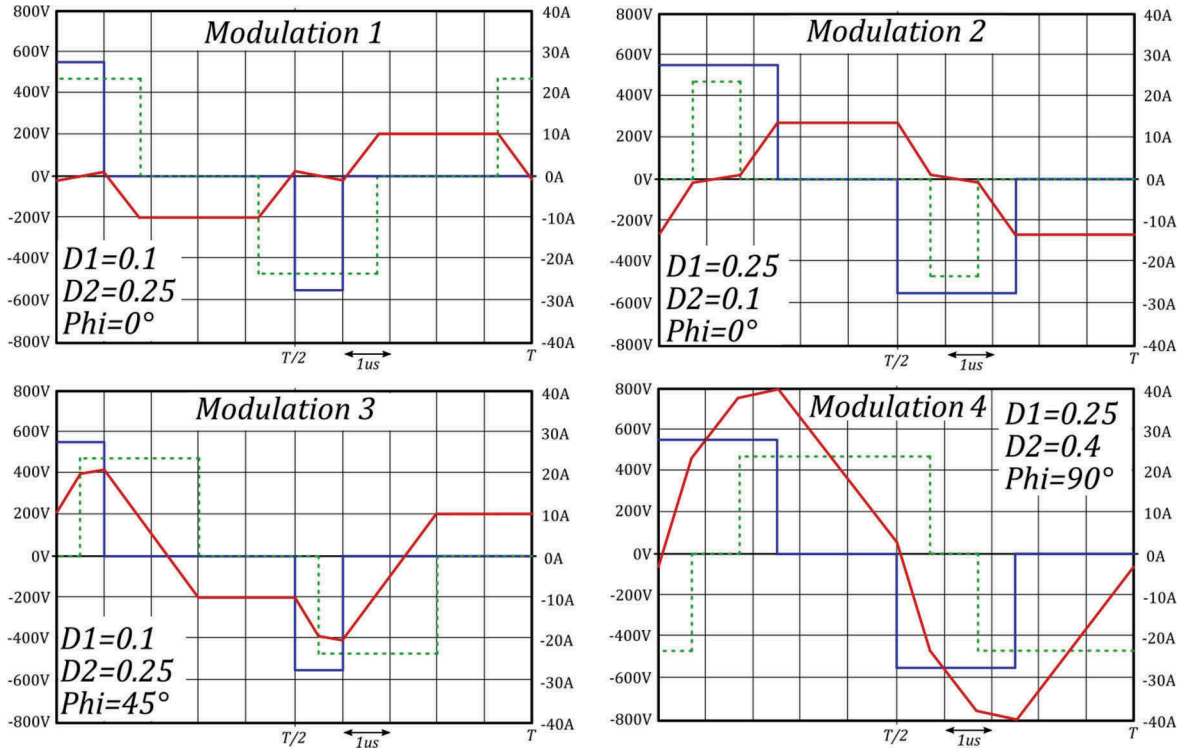 Modulation 1
800V
600V
400V
200V
0V
-200V
-400V
-600V
-800V
40A
30A
20A
10A
0A
-10A
-20A
-30A
-40A
D1=0.1
D2=0.25
Phi=0°
T/2
1us
T
Modulation 2
800V
600V
400V
200V
0V
-200V
-400V
-600V
-800V
40A
30A
20A
10A
0A
-10A
-20A
-30A
-40A
D1=0.25
D2=0.1
Phi=0°
T/2
1us
T
Modulation 3
800V
600V
400V
200V
0V
-200V
-400V
-600V
-800V
40A
30A
20A
10A
0A
-10A
-20A
-30A
-40A
D1=0.1
D2=0.25
Phi=45°
T/2
1us
T
Modulation 4
800V
600V
400V
200V
0V
-200V
-400V
-600V
-800V
40A
30A
20A
10A
0A
-10A
-20A
-30A
-40A
D1=0.25
D2=0.4
Phi=90°
T/2
1us
T